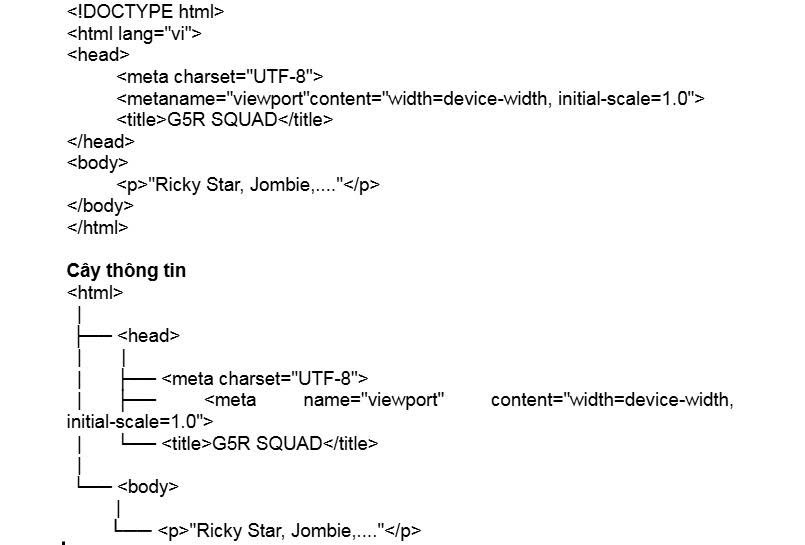 <!DOCTYPE html>
<html lang="vi">
<head>
<meta charset="UTF-8">
<metaname="viewport"content="width=device-width, initial-scale=1.0">
<title>G5R SQUAD</title>
</head>
<body>
<p>"Ricky Star, Jombie,...."</p>
</body>
</html>
Cây thông tin
<html>
<head>
<meta charset="UTF-8">
<meta name="viewport" content="width=device-width,
initial-scale=1.0">
<title>G5R SQUAD</title>
<body>
<p>"Ricky Star, Jombie,...."</p>